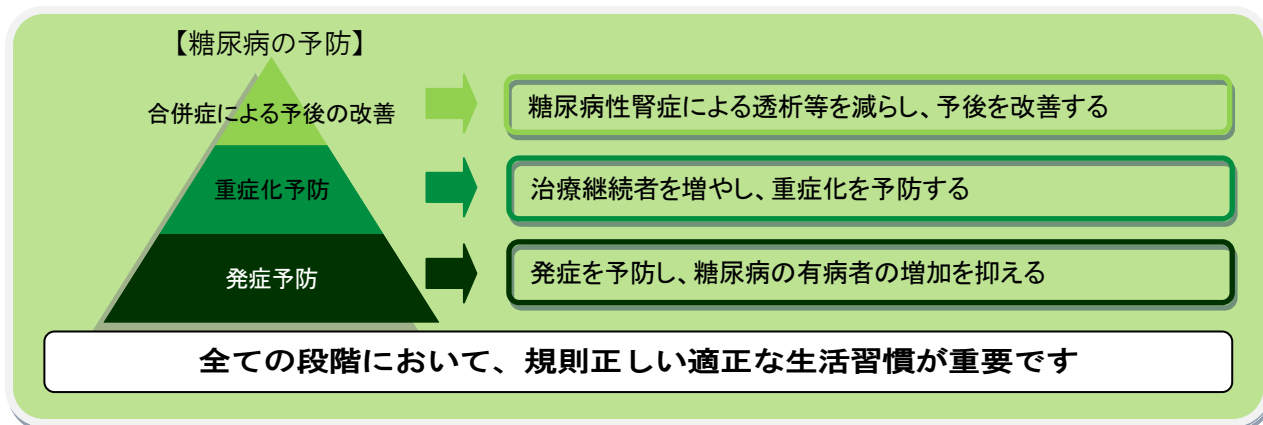 【糖尿病の予防】
合併症による予後の改善
糖尿病性腎症による透析等を減らし、予後を改善する
重症化予防
治療継続者を増やし、重症化を予防する
発症予防
発症を予防し、糖尿病の有病者の増加を抑える
全ての段階において、規則正しい適正な生活習慣が重要です